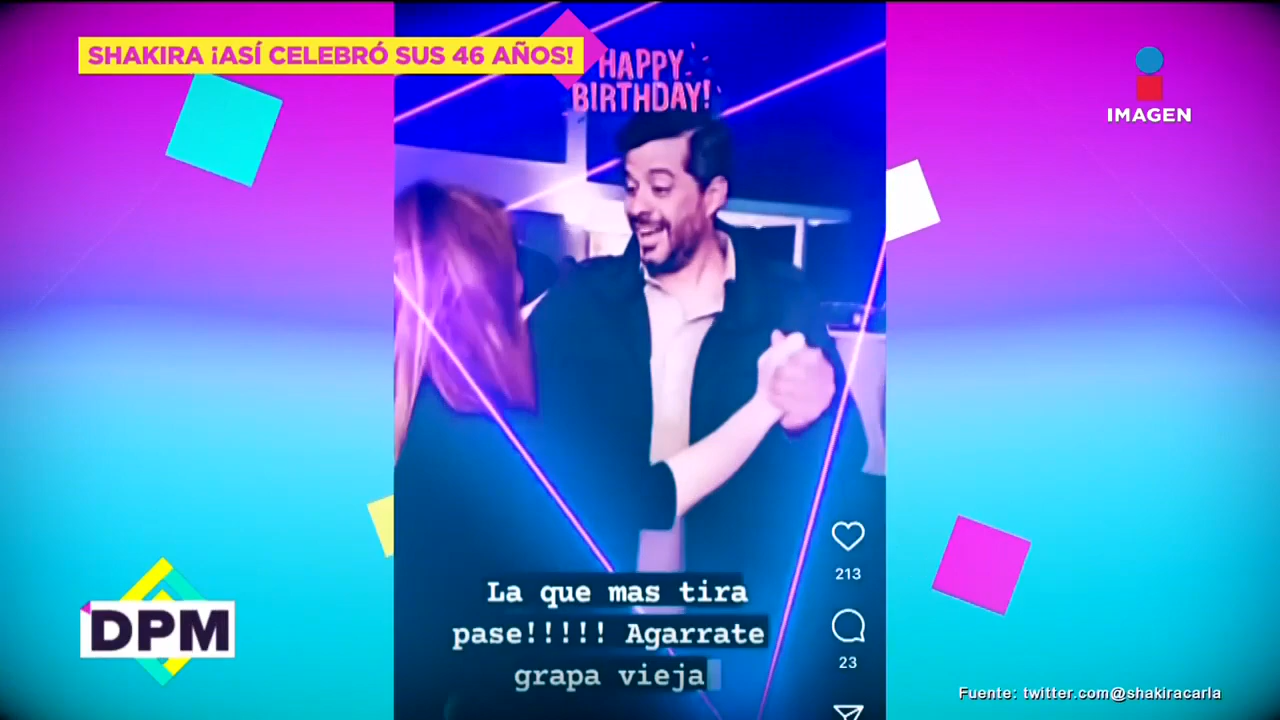 SHAKIRA ¡ASÍ CELEBRÓ SUS 46 AÑOS!
HAPPY
BIRTHDAY!
IMAGEN
La que mas tira
pase!!!!! Agarrate
grapa vieja
213
23
DPM
Fuente: twitter.com@shakiracarla